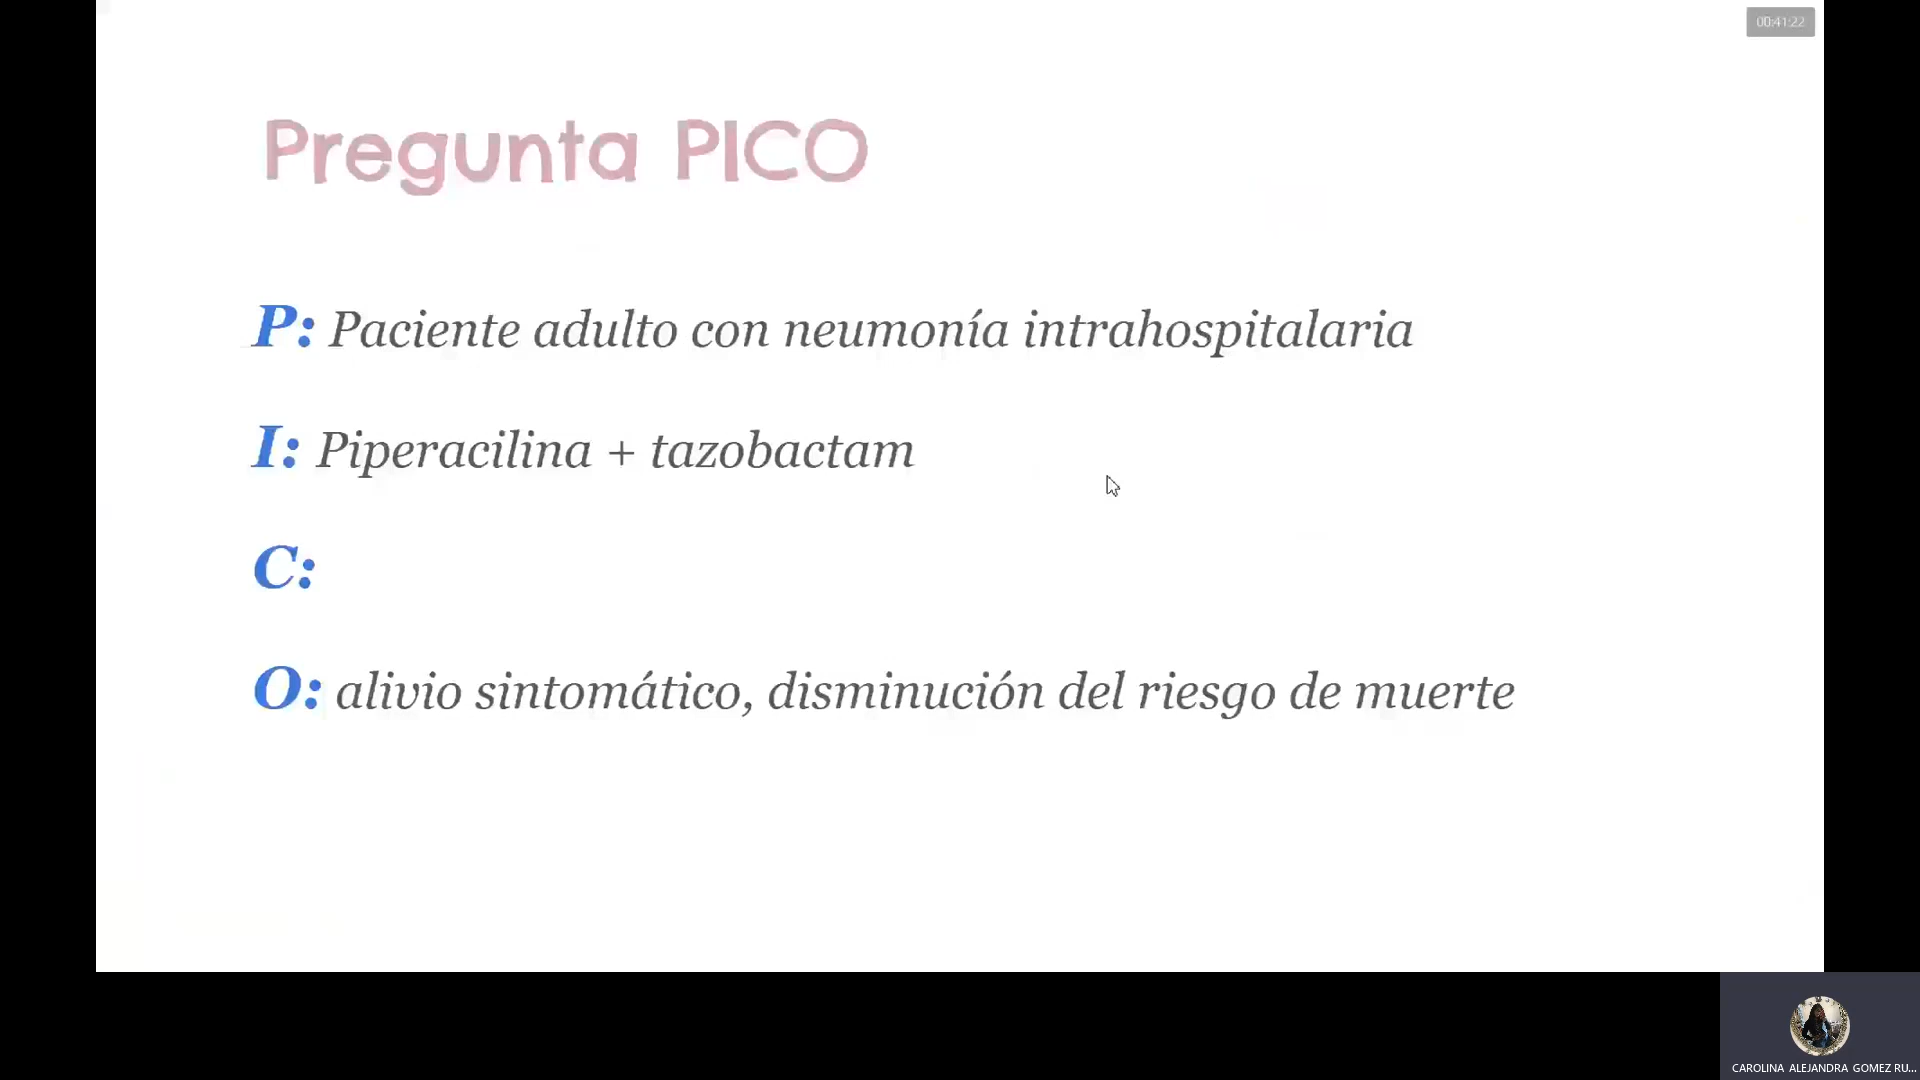 00:41:22
Pregunta PICO
P: Paciente adulto con neumonía intrahospitalaria
I: Piperacilina + tazobactam
C:
O: alivio sintomático, disminución del riesgo de muerte
CAROLINA ALEJANDRA GOMEZ RU...